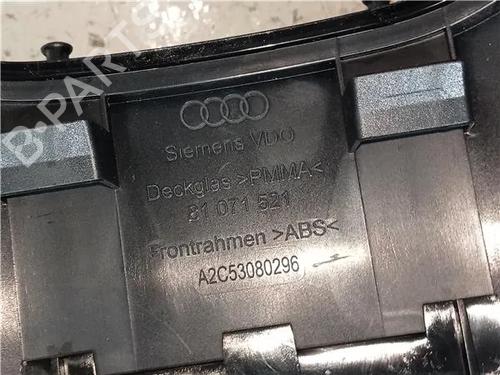 B-PARTS
Siemens VDO
Deckglas >PMMA<
81 071 521
Frontrahmen >ABS<
A2C53080296